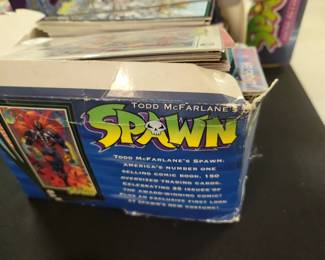 TODD MCFARLANE'S
SPAWN
TODD MCFARLANE'S SPAWN,
AMERICA'S NUMBER ONE
SELLING COMIC BOOK. 150
OVERSIZED TRADING CARDS.
CELEBRATING 25 ISSUES OF
THE AWARD-WINNING COMIC!
PLUS AN EXCLUSIVE FIRST LOOK
AT SPAWN'S NEW COSTUME!